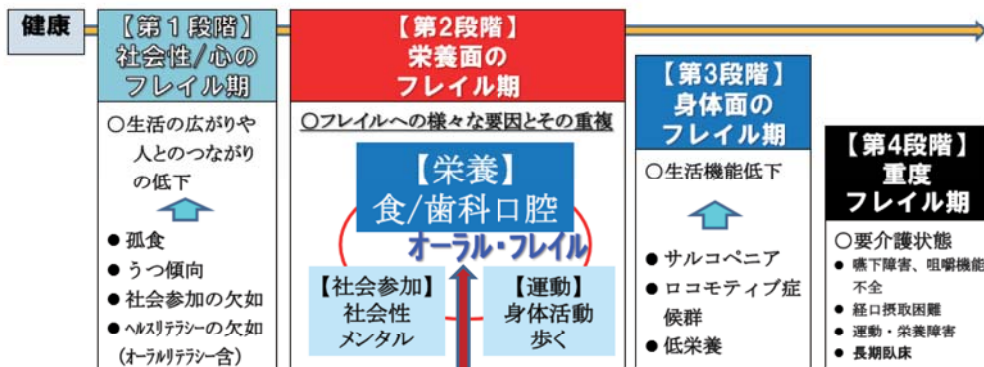 健康
【第1段階】
社会性/心の
フレイル期
○生活の広がりや
人とのつながり
の低下
● 孤食
● うつ傾向
● 社会参加の欠如
● ヘルスリテラシーの欠如
(オーラルリテラシー含)
【第2段階】
栄養面の
フレイル期
○フレイルへの様々な要因とその重複
【栄養】
食/歯科口腔
オーラル・フレイル
【社会参加】
社会性
メンタル
【運動】
身体活動
歩く
【第3段階】
身体面の
フレイル期
○生活機能低下
● サルコペニア
● ロコモティブ症
候群
● 低栄養
【第4段階】
重度
フレイル期
○要介護状態
● 嚥下障害、咀嚼機能
不全
● 経口摂取困難
● 運動・栄養障害
● 長期臥床